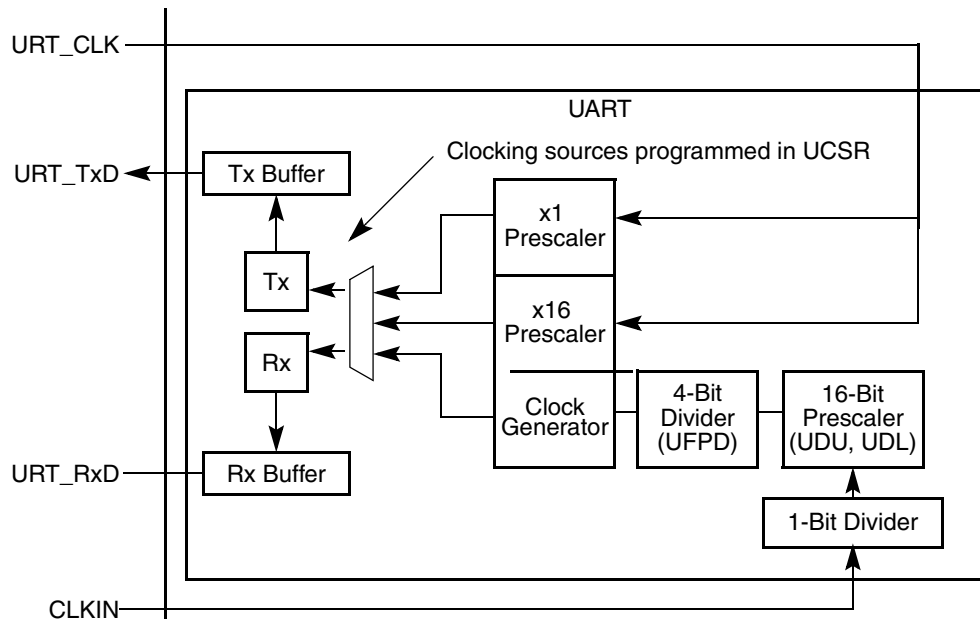 URT_CLK
UART
Clocking sources programmed in UCSR
URT_TxD
Tx Buffer
x1
Prescaler
Tx
x16
Prescaler
Rx
Clock
Generator
4-Bit
Divider
(UFPD)
16-Bit
Prescaler
(UDU, UDL)
URT_RxD
Rx Buffer
1-Bit Divider
CLKIN